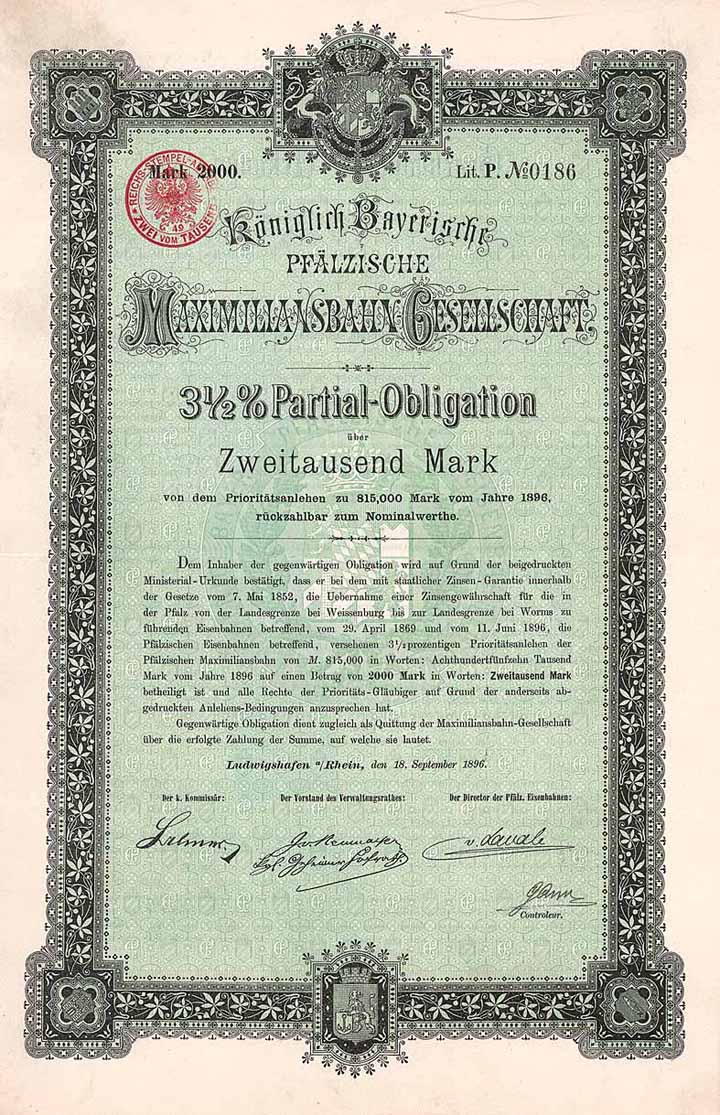 Mark 2000.
Lit. P. No 0186
REICHS-STEMPEL-ABGABE
G 49
ZWEI VOM TAUSEND
Königlich Bayerische
PFÄLZISCHE
MAXIMILIANSBAHN GESELLSCHAFT.
3½% Partial-Obligation
über
Zweitausend Mark
von dem Prioritätsanlehen zu 815,000 Mark vom Jahre 1896,
rückzahlbar zum Nominalwerthe.
Dem Inhaber der gegenwärtigen Obligation wird auf Grund der beigedruckten
Ministerial-Urkunde bestätigt, dass er bei dem mit staatlicher Zinsen-Garantie innerhalb
der Gesetze vom 7. Mai 1852, die Uebernahme einer Zinsengewährschaft für die in
der Pfalz von der Landesgrenze bei Weissenburg bis zur Landesgrenze bei Worms zu
führenden Eisenbahnen betreffend, vom 29. April 1869 und vom 11. Juni 1896, die
Pfälzischen Eisenbahnen betreffend, versehenen 3½prozentigen Prioritätsanlehen der
Pfälzischen Maximiliansbahn von M. 815,000 in Worten: Achthundertfünfzehn Tausend
Mark vom Jahre 1896 auf einen Betrag von 2000 Mark in Worten: Zweitausend Mark
betheiligt ist und alle Rechte der Prioritäts-Gläubiger auf Grund der anderseits ab-
gedruckten Anlehens-Bedingungen anzusprechen hat.
Gegenwärtige Obligation dient zugleich als Quittung der Maximiliansbahn-Gesellschaft
über die erfolgte Zahlung der Summe, auf welche sie lautet.
Ludwigshafen a/Rhein, den 18. September 1896.
Der k. Kommissär:
Der Vorstand des Verwaltungsrathes:
Der Director der Pfälz. Eisenbahnen:
v. Lavale
Controleur.